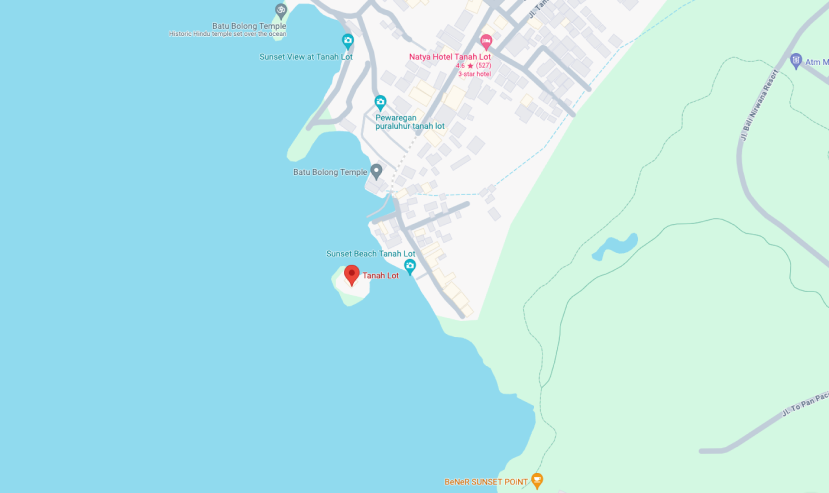 Jl. Tam
Batu Bolong Temple
Historic Hindu temple set over the ocean
Sunset View at Tanah Lot
Natya Hotel Tanah Lot
4.6 ★ (527)
3-star hotel
Atm M
Jl. Bali Nirwana Resort
Pewaregan
puraluhur tanah lot
Batu Bolong Temple
Sunset Beach Tanah Lot
Tanah Lot
Jl. To Pan Pac
BeNeR SUNSET POiNT